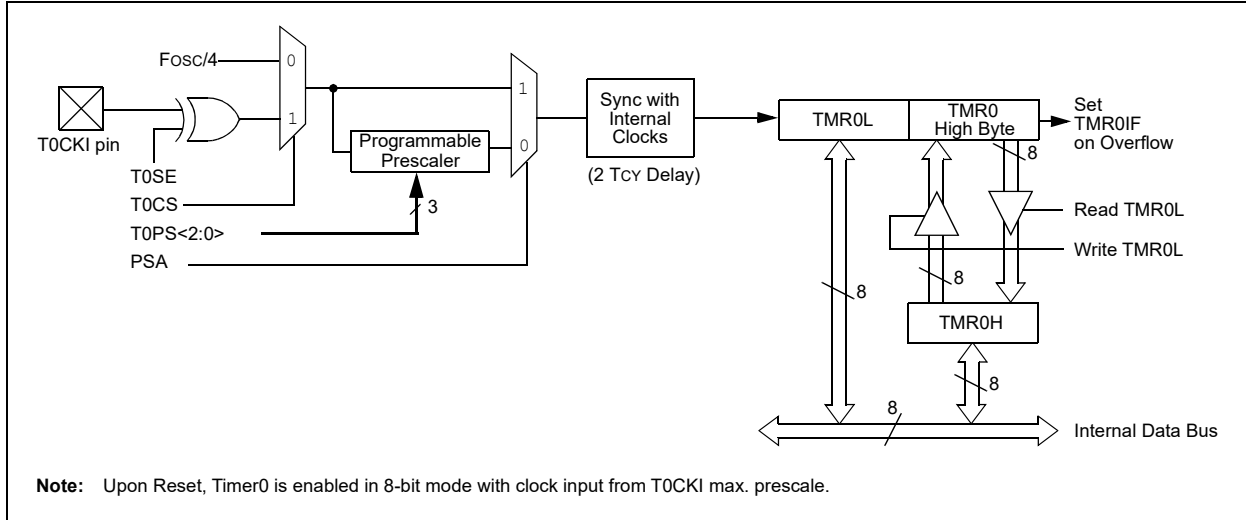 FOSC/4
0
1
T0CKI pin
T0SE
T0CS
T0PS<2:0>
PSA
Programmable
Prescaler
3
1
0
Sync with
Internal
Clocks
(2 TCY Delay)
TMR0L
TMR0
High Byte
Set
TMR0IF
on Overflow
8
Read TMR0L
Write TMR0L
8
8
TMR0H
8
8
Internal Data Bus
Note: Upon Reset, Timer0 is enabled in 8-bit mode with clock input from T0CKI max. prescale.